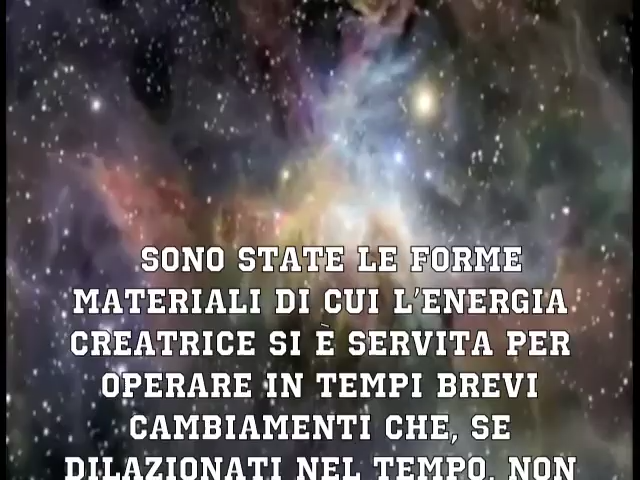 SONO STATE LE FORME
MATERIALI DI CUI L'ENERGIA
CREATRICE SI È SERVITA PER
OPERARE IN TEMPI BREVI
CAMBIAMENTI CHE, SE
DILAZIONATI NEL TEMPO, NON